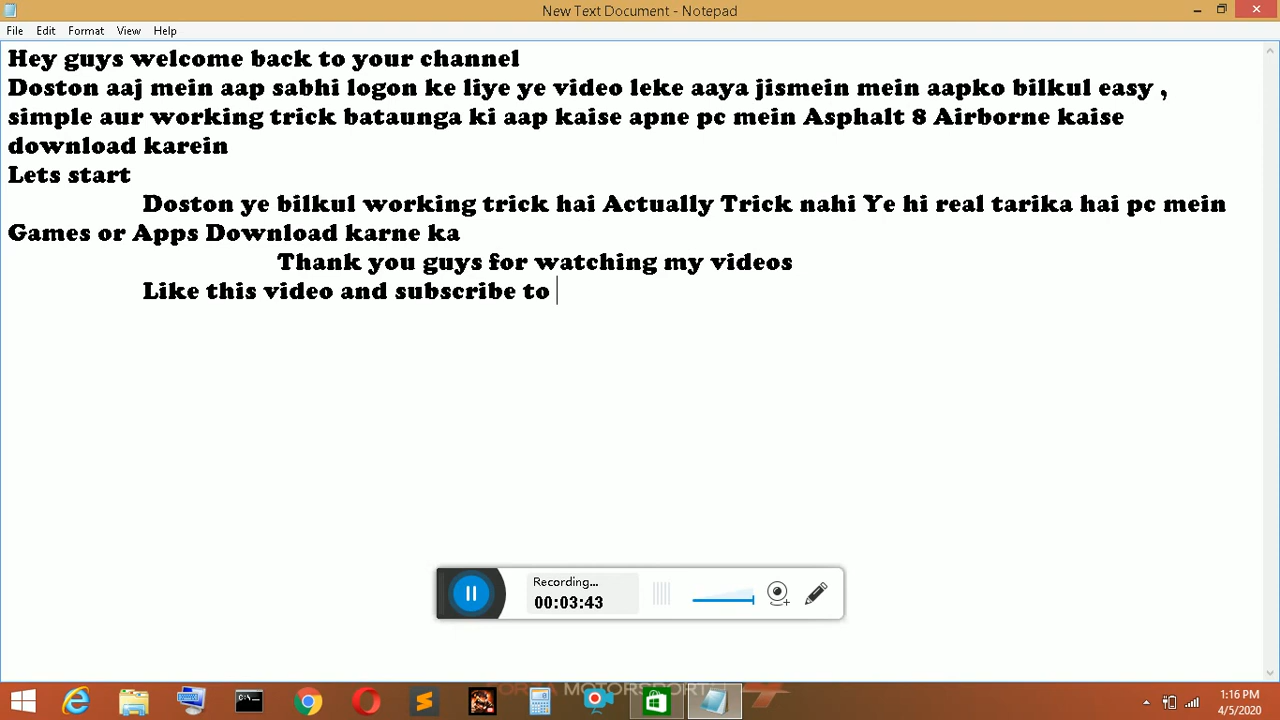 New Text Document - Notepad
File Edit Format View Help
Hey guys welcome back to your channel
Doston aaj mein aap sabhi logon ke liye ye video leke aaya jismein mein aapko bilkul easy ,
simple aur working trick bataunga ki aap kaise apne pc mein Asphalt 8 Airborne kaise
download karein
Lets start
Doston ye bilkul working trick hai Actually Trick nahi Ye hi real tarika hai pc mein
Games or Apps Download karne ka
Thank you guys for watching my videos
Like this video and subscribe to
Recording...
00:03:43
MOTORSPORT
1:16 PM
4/5/2020